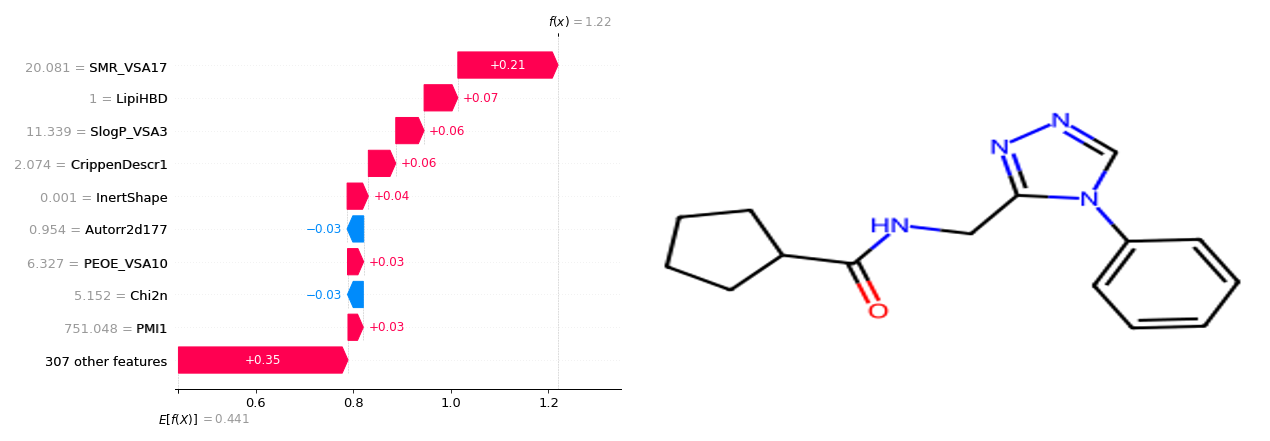 f(x) = 1.22
20.081 = SMR_VSA17 +0.21
1 = LipiHBD +0.07
11.339 = SlogP_VSA3 +0.06
2.074 = CrippenDescr1 +0.06
0.001 = InertShape +0.04
0.954 = Autorr2d177 −0.03
6.327 = PEOE_VSA10 +0.03
5.152 = Chi2n −0.03
751.048 = PMI1 +0.03
307 other features +0.35
0.6 0.8 1.0 1.2
E[f(X)] = 0.441
N
N
N
HN
O